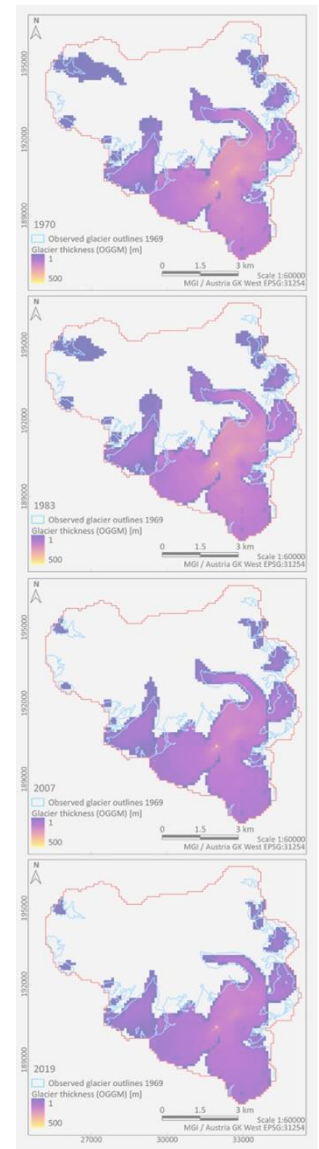 N
195000
192000
189000
1970
Observed glacier outlines 1969
Glacier thickness (OGGM) [m]
1
500
0 1.5 3 km
Scale 1:60000
MGI / Austria GK West EPSG:31254
N
195000
192000
189000
1983
Observed glacier outlines 1969
Glacier thickness (OGGM) [m]
1
500
0 1.5 3 km
Scale 1:60000
MGI / Austria GK West EPSG:31254
N
195000
192000
189000
2007
Observed glacier outlines 1969
Glacier thickness (OGGM) [m]
1
500
0 1.5 3 km
Scale 1:60000
MGI / Austria GK West EPSG:31254
N
195000
192000
189000
2019
Observed glacier outlines 1969
Glacier thickness (OGGM) [m]
1
500
0 1.5 3 km
Scale 1:60000
MGI / Austria GK West EPSG:31254
27000 30000 33000